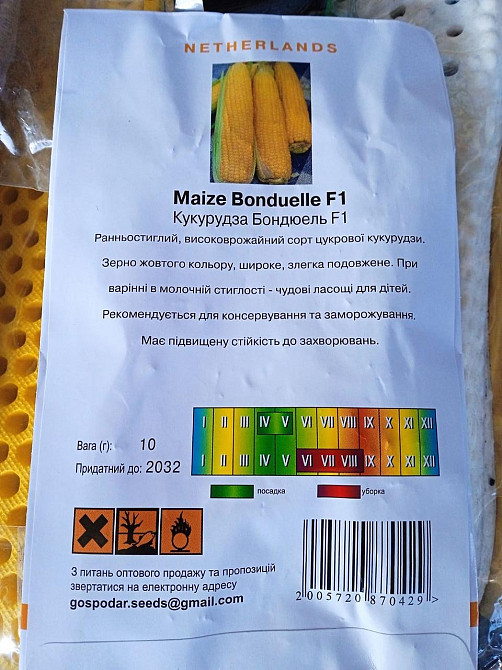 NETHERLANDS
Maize Bonduelle F1
Кукурудза Бондюель F1
Ранньостиглий, високоврожайний сорт цукрової кукурудзи.
Зерно жовтого кольору, широке, злегка подовжене. При
варінні в молочній стиглості - чудові ласощі для дітей.
Рекомендується для консервування та заморожування.
Має підвищену стійкість до захворювань.
I II III IV V VI VII VIII IX X XI XII
Вага (г): 10
Придатний до: 2032
I II III IV V VI VII VIII IX X XI XII
посадка уборка
З питань оптового продажу та пропозицій
звертатися на електронну адресу
gospodar.seeds@gmail.com
2 005720 870429 >